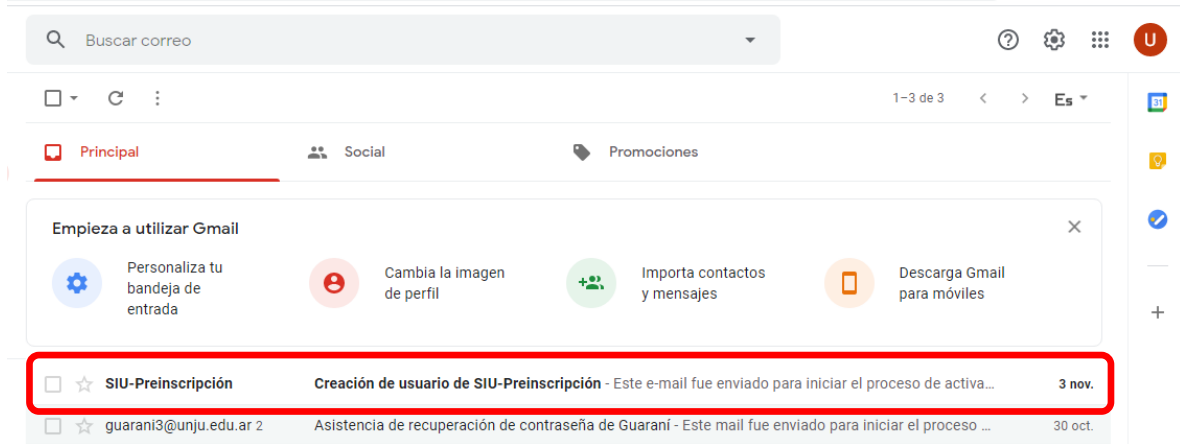 Buscar correo
U
1–3 de 3
Es
31
Principal
Social
Promociones
Empieza a utilizar Gmail
Personaliza tu
bandeja de
entrada
Cambia la imagen
de perfil
Importa contactos
y mensajes
Descarga Gmail
para móviles
SIU-Preinscripción Creación de usuario de SIU-Preinscripción - Este e-mail fue enviado para iniciar el proceso de activa... 3 nov.
guarani3@unju.edu.ar 2 Asistencia de recuperación de contraseña de Guaraní - Este mail fue enviado para iniciar el proceso ... 30 oct.